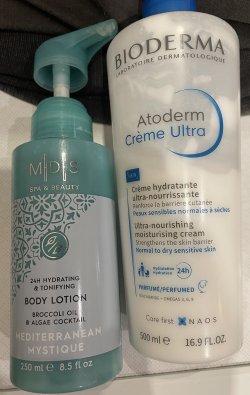 M|D|S
SPA & BEAUTY
24H HYDRATING
& TONIFYING
BODY LOTION
BROCCOLI OIL
& ALGAE COCKTAIL
MEDITERRANEAN
MYSTIQUE
250 ml ℮ 8.5 fl.oz
BIODERMA
LABORATOIRE DERMATOLOGIQUE
Atoderm
Crème Ultra
Crème hydratante
ultra-nourrissante
Renforce la barrière cutanée
Peaux sensibles normales à sèches
Ultra-nourishing
moisturising cream
Strengthens the skin barrier
Normal to dry sensitive skin
24h
PARFUMÉ/PERFUMED
Care first
NAOS
500 ml ℮ 16.9 FL.OZ.